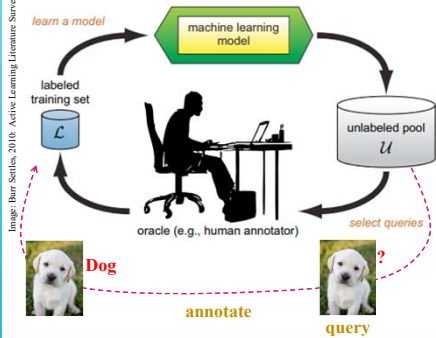 learn a model
machine learning
model
labeled
training set
L
unlabeled pool
U
oracle (e.g., human annotator)
select queries
Dog
?
annotate
query
Image: Burr Settles, 2010: Active Learning Literature Surve